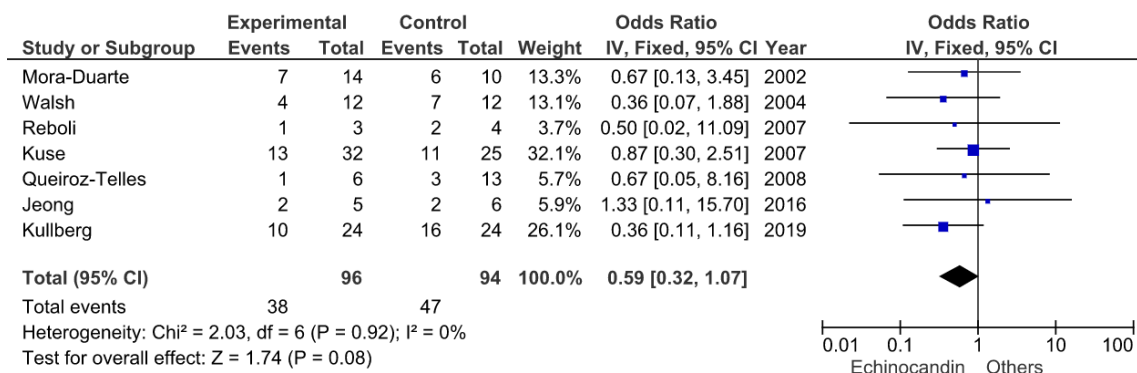 Experimental Control Odds Ratio Odds Ratio
Study or Subgroup Events Total Events Total Weight IV, Fixed, 95% CI Year IV, Fixed, 95% CI
Mora-Duarte 7 14 6 10 13.3% 0.67 [0.13, 3.45] 2002
Walsh 4 12 7 12 13.1% 0.36 [0.07, 1.88] 2004
Reboli 1 3 2 4 3.7% 0.50 [0.02, 11.09] 2007
Kuse 13 32 11 25 32.1% 0.87 [0.30, 2.51] 2007
Queiroz-Telles 1 6 3 13 5.7% 0.67 [0.05, 8.16] 2008
Jeong 2 5 2 6 5.9% 1.33 [0.11, 15.70] 2016
Kullberg 10 24 16 24 26.1% 0.36 [0.11, 1.16] 2019
Total (95% CI) 96 94 100.0% 0.59 [0.32, 1.07]
Total events 38 47
Heterogeneity: Chi² = 2.03, df = 6 (P = 0.92); I² = 0%
Test for overall effect: Z = 1.74 (P = 0.08)
0.01 0.1 1 10 100
Echinocandin Others